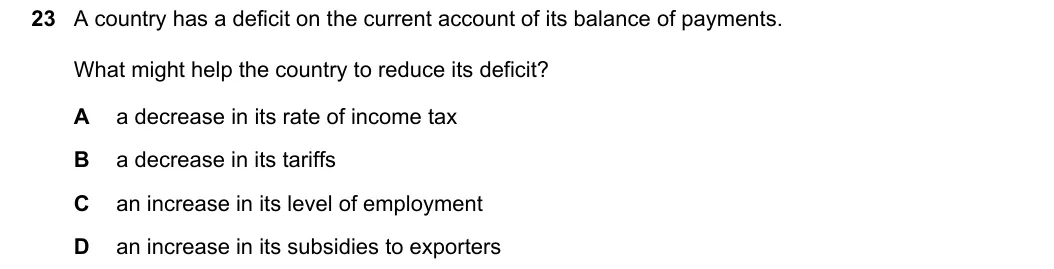 23 A country has a deficit on the current account of its balance of payments.
What might help the country to reduce its deficit?
A a decrease in its rate of income tax
B a decrease in its tariffs
C an increase in its level of employment
D an increase in its subsidies to exporters